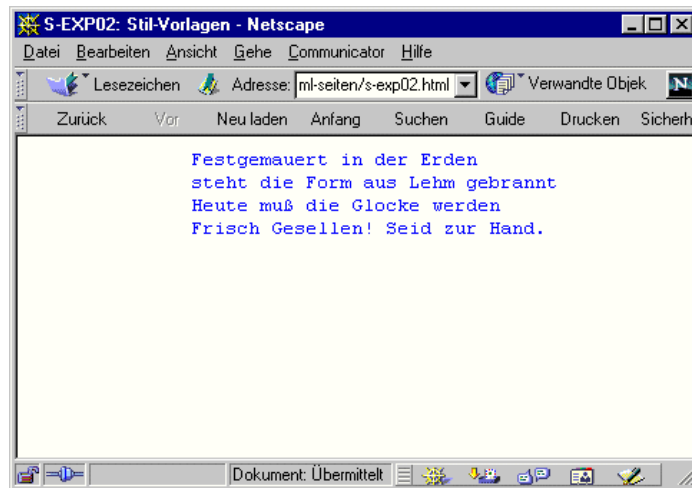 S-EXP02: Stil-Vorlagen - Netscape
Datei Bearbeiten Ansicht Gehe Communicator Hilfe
Lesezeichen Adresse: ml-seiten/s-exp02.html Verwandte Objek N
Zurück Vor Neu laden Anfang Suchen Guide Drucken Sicherh
Festgemauert in der Erden
steht die Form aus Lehm gebrannt
Heute muß die Glocke werden
Frisch Gesellen! Seid zur Hand.
Dokument: Übermittelt